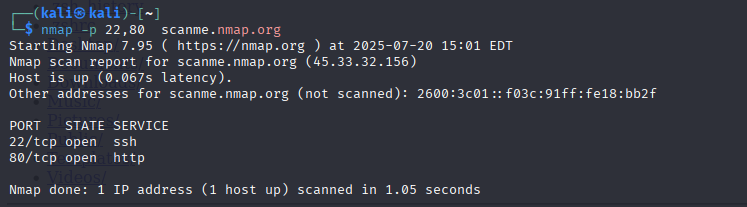 ┌──(kali㉿kali)-[~]
└─$ nmap -p 22,80  scanme.nmap.org
Starting Nmap 7.95 ( https://nmap.org ) at 2025-07-20 15:01 EDT
Nmap scan report for scanme.nmap.org (45.33.32.156)
Host is up (0.067s latency).
Other addresses for scanme.nmap.org (not scanned): 2600:3c01::f03c:91ff:fe18:bb2f
Music/
PORT   STATE SERVICE
22/tcp open  ssh
80/tcp open  http
Videos/
Nmap done: 1 IP address (1 host up) scanned in 1.05 seconds